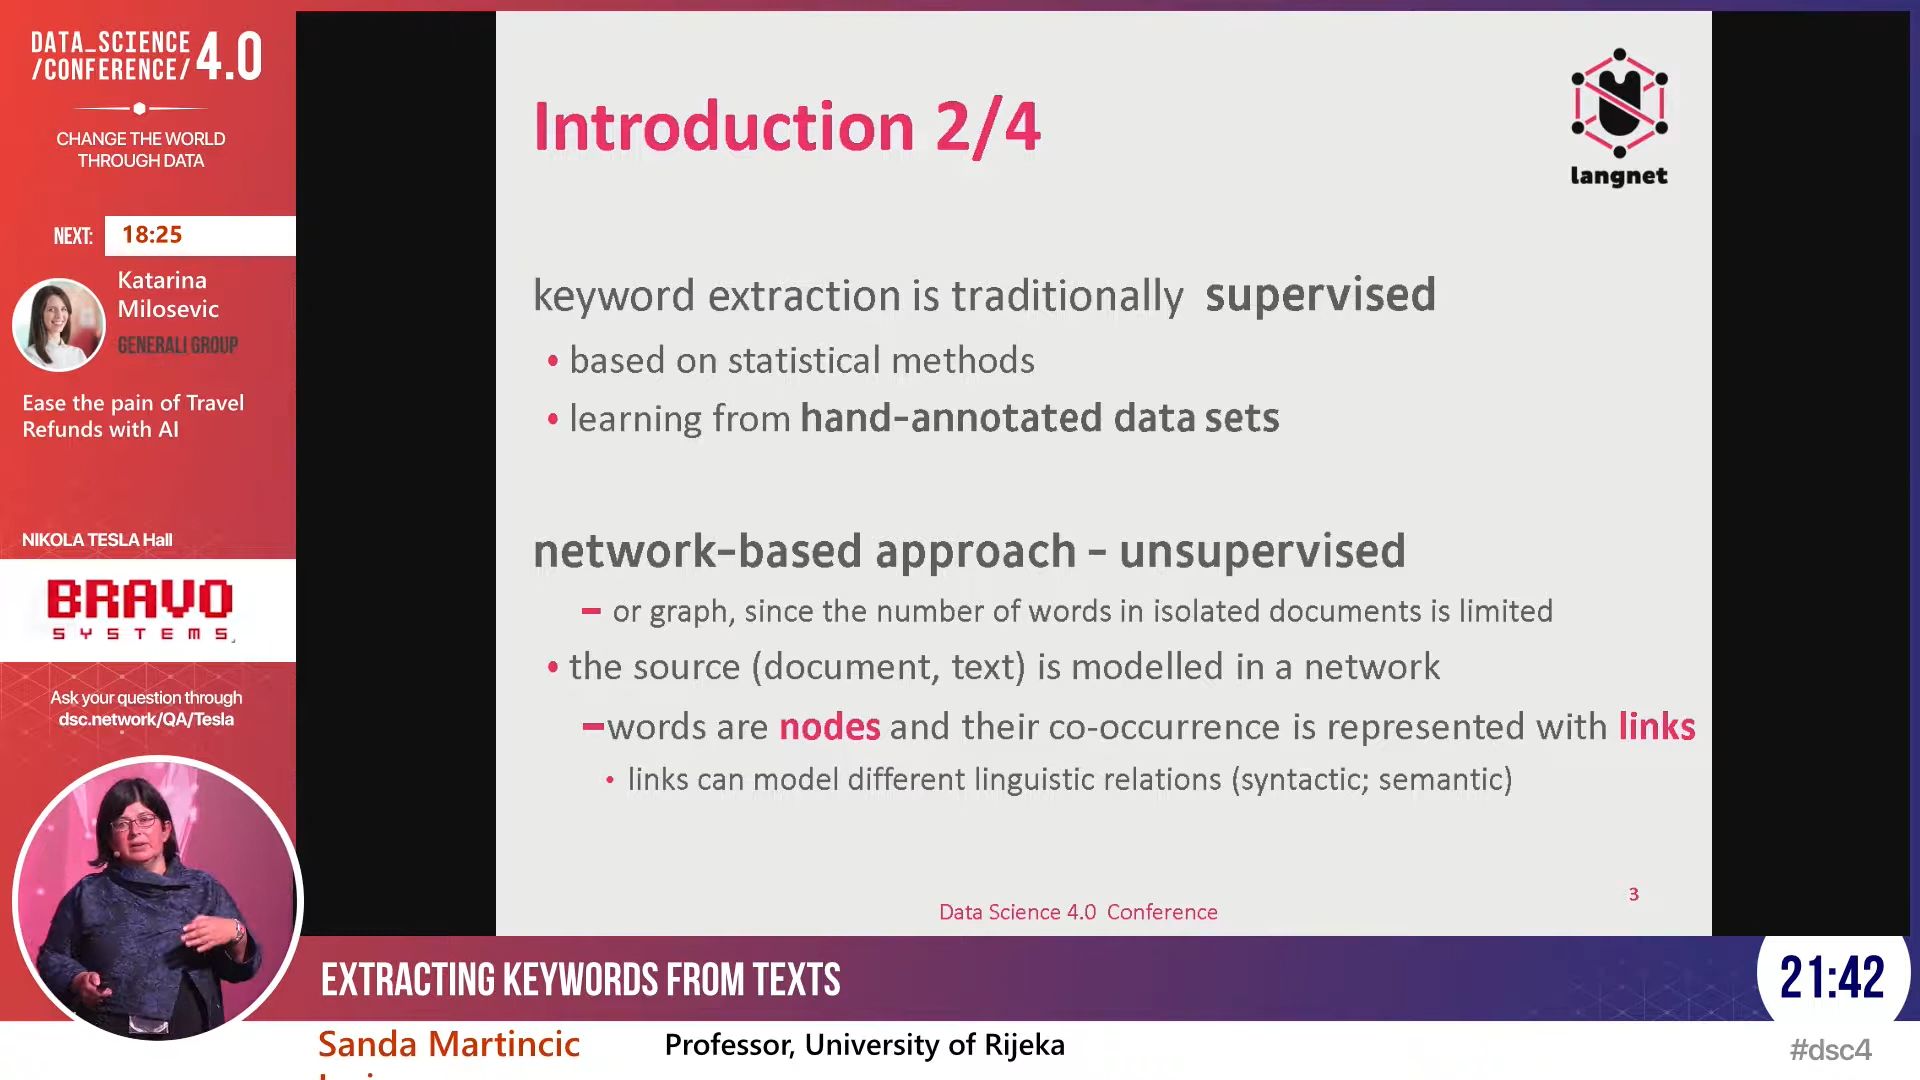 DATA_SCIENCE
/CONFERENCE/ 4.0
CHANGE THE WORLD
THROUGH DATA
NEXT: 18:25
Katarina
Milosevic
GENERALI GROUP
Ease the pain of Travel
Refunds with AI
NIKOLA TESLA Hall
BRAVO
SYSTEMS
Ask your question through
dsc.network/QA/Tesla
Introduction 2/4
langnet
keyword extraction is traditionally supervised
• based on statistical methods
• learning from hand-annotated data sets
network-based approach - unsupervised
– or graph, since the number of words in isolated documents is limited
• the source (document, text) is modelled in a network
–words are nodes and their co-occurrence is represented with links
• links can model different linguistic relations (syntactic; semantic)
3
Data Science 4.0 Conference
EXTRACTING KEYWORDS FROM TEXTS
21:42
Sanda Martincic
Professor, University of Rijeka
#dsc4